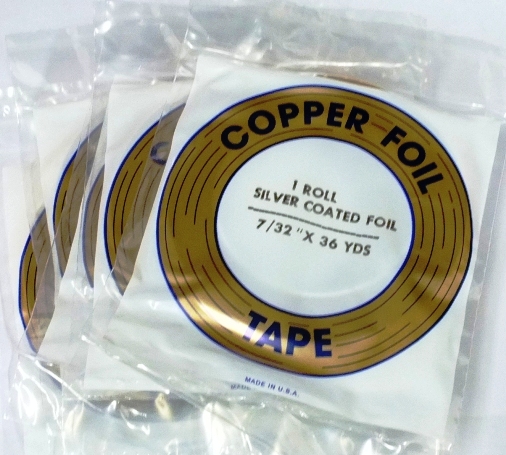 COPPER FOIL
1 ROLL
SILVER COATED FOIL
7/32" X 36 YDS
TAPE
MADE IN U.S.A.